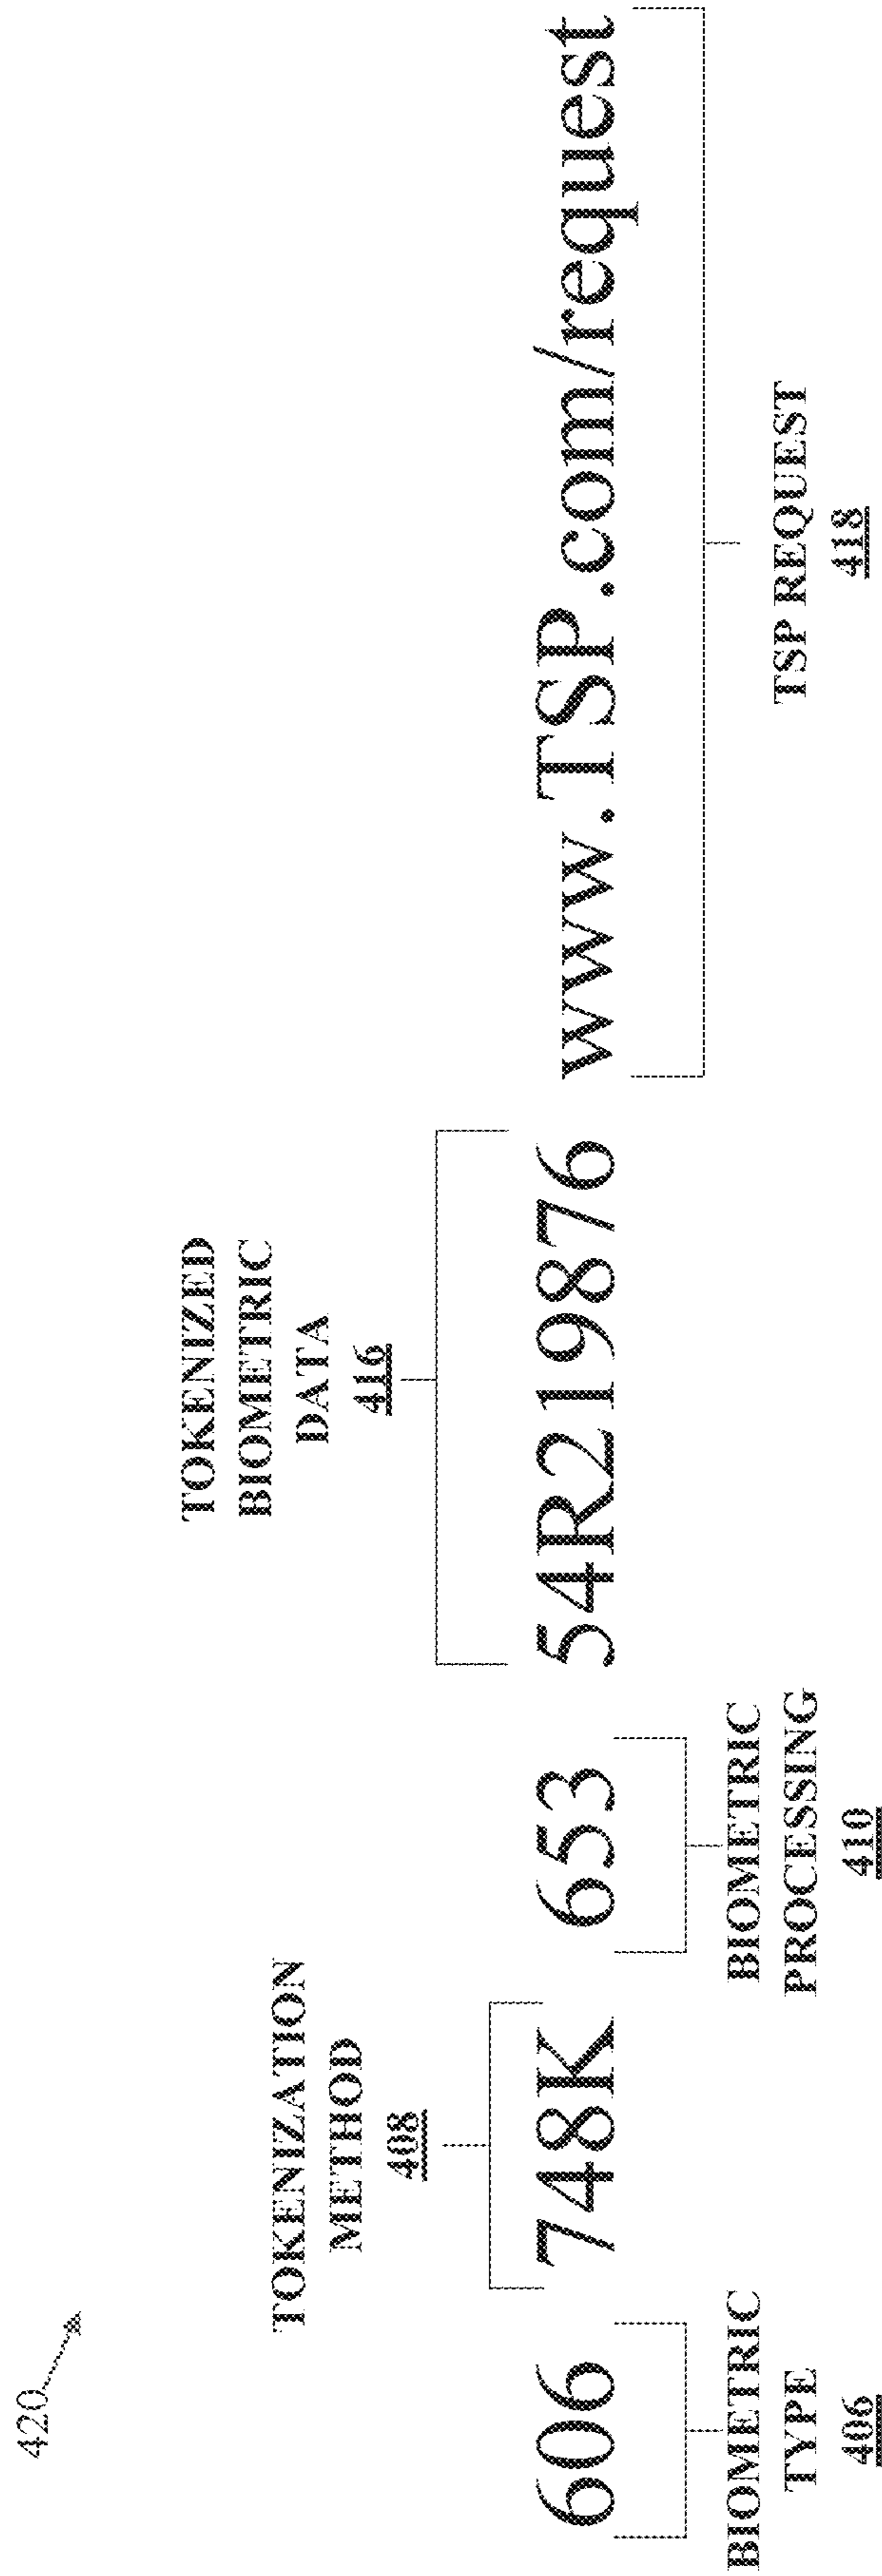 420
TOKENIZATION
METHOD
408
TOKENIZED
BIOMETRIC
DATA
416
606 748K 653 54R219876 www.TSP.com/request
BIOMETRIC
TYPE
406
BIOMETRIC
PROCESSING
410
TSP REQUEST
418